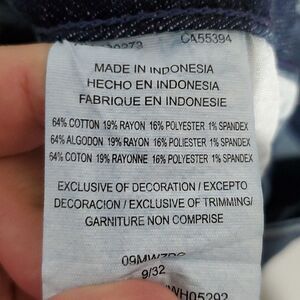 CA55394
MADE IN INDONESIA
HECHO EN INDONESIA
FABRIQUE EN INDONESIE
64% COTTON 19% RAYON 16% POLYESTER 1% SPANDEX
64% ALGODON 19% RAYON 16% POLYESTER 1% SPANDEX
64% COTON 19% RAYONNE 16% POLYESTER 1% SPANDEX
EXCLUSIVE OF DECORATION / EXCEPTO
DECORACION / EXCLUSIVE OF TRIMMING/
GARNITURE NON COMPRISE
9/32